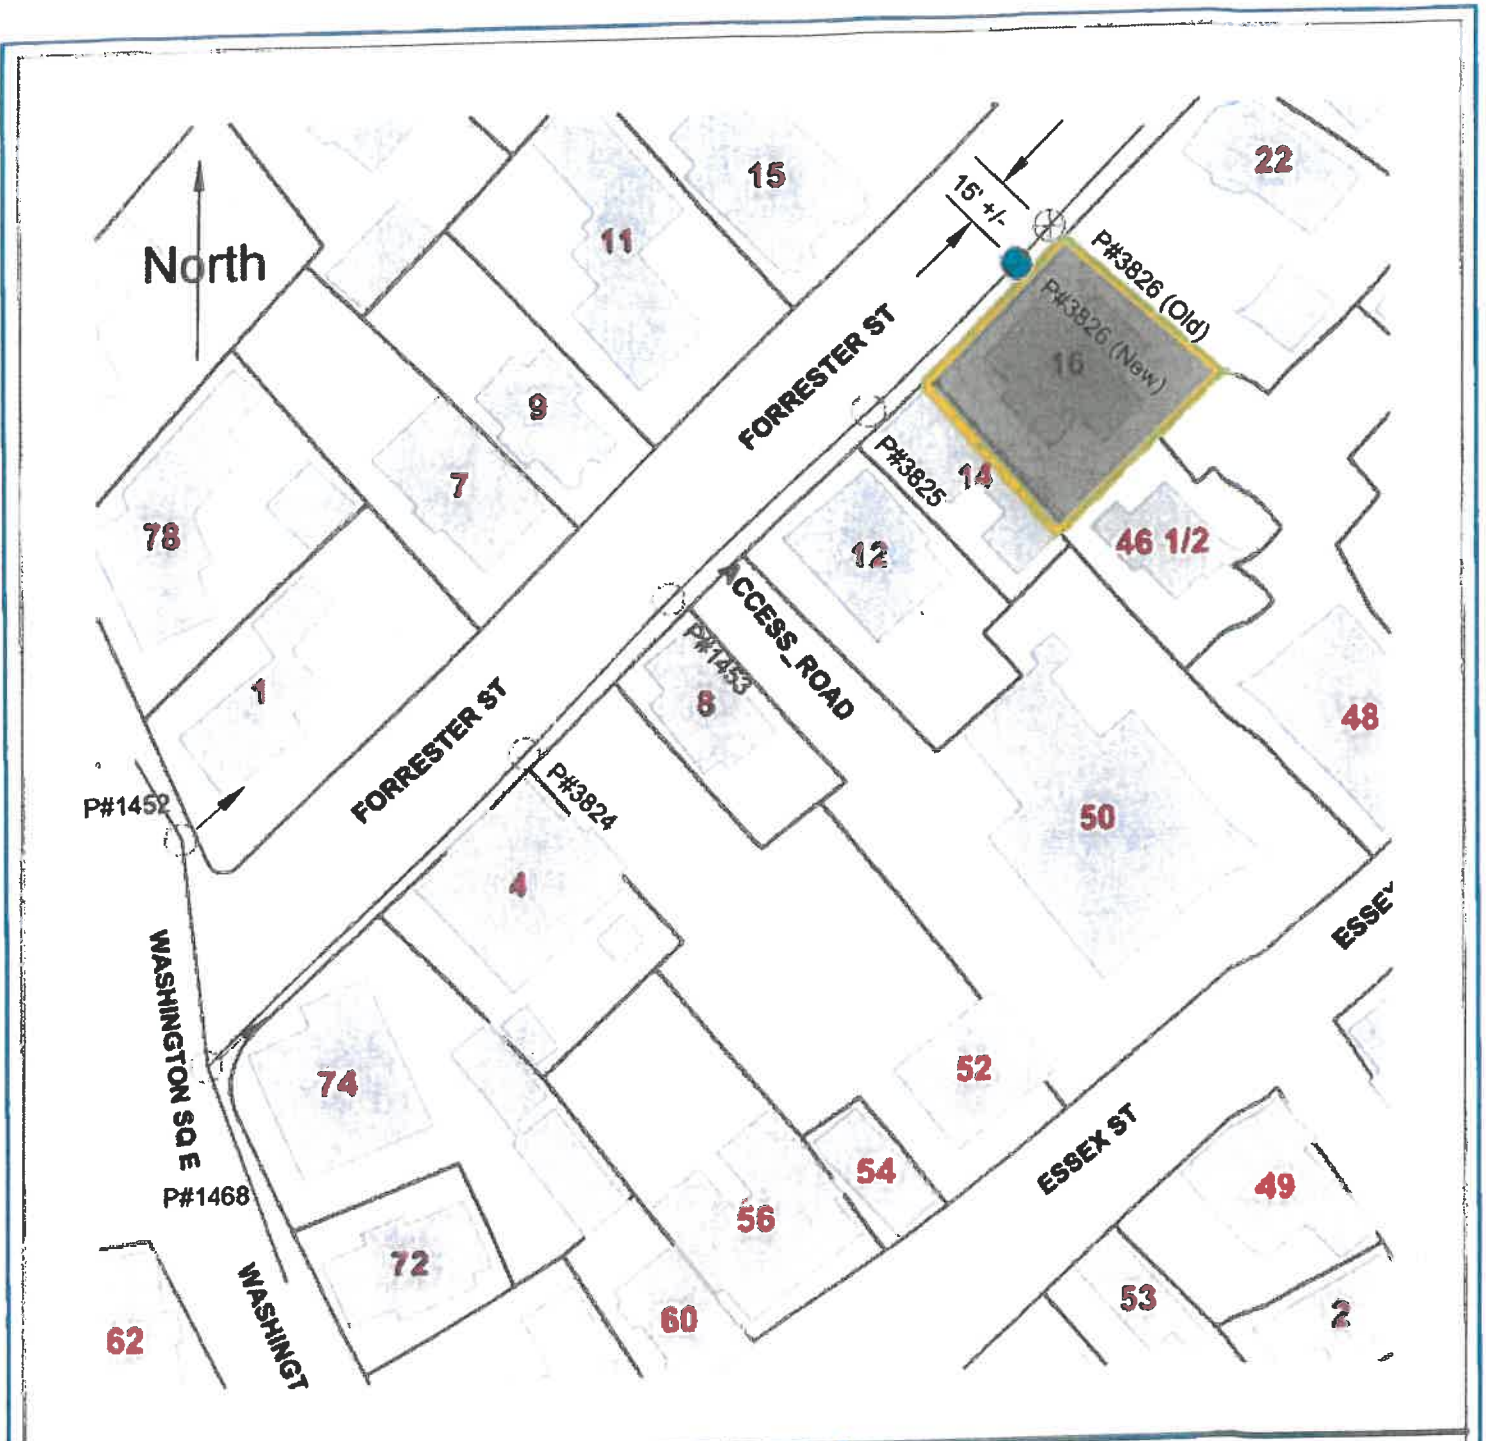 22
15
15' +/-
11
North
P#3826 (Old)
P#3826 (New)
16
FORRESTER ST
9
P#3825
14
7
78
12
46 1/2
ACCESS_ROAD
P#1453
8
1
48
FORRESTER ST
P#1452
P#3824
50
4
ESSEX
WASHINGTON SQ E
74
52
ESSEX ST
P#1468
54
49
56
72
53
2
60
62
WASHINGT